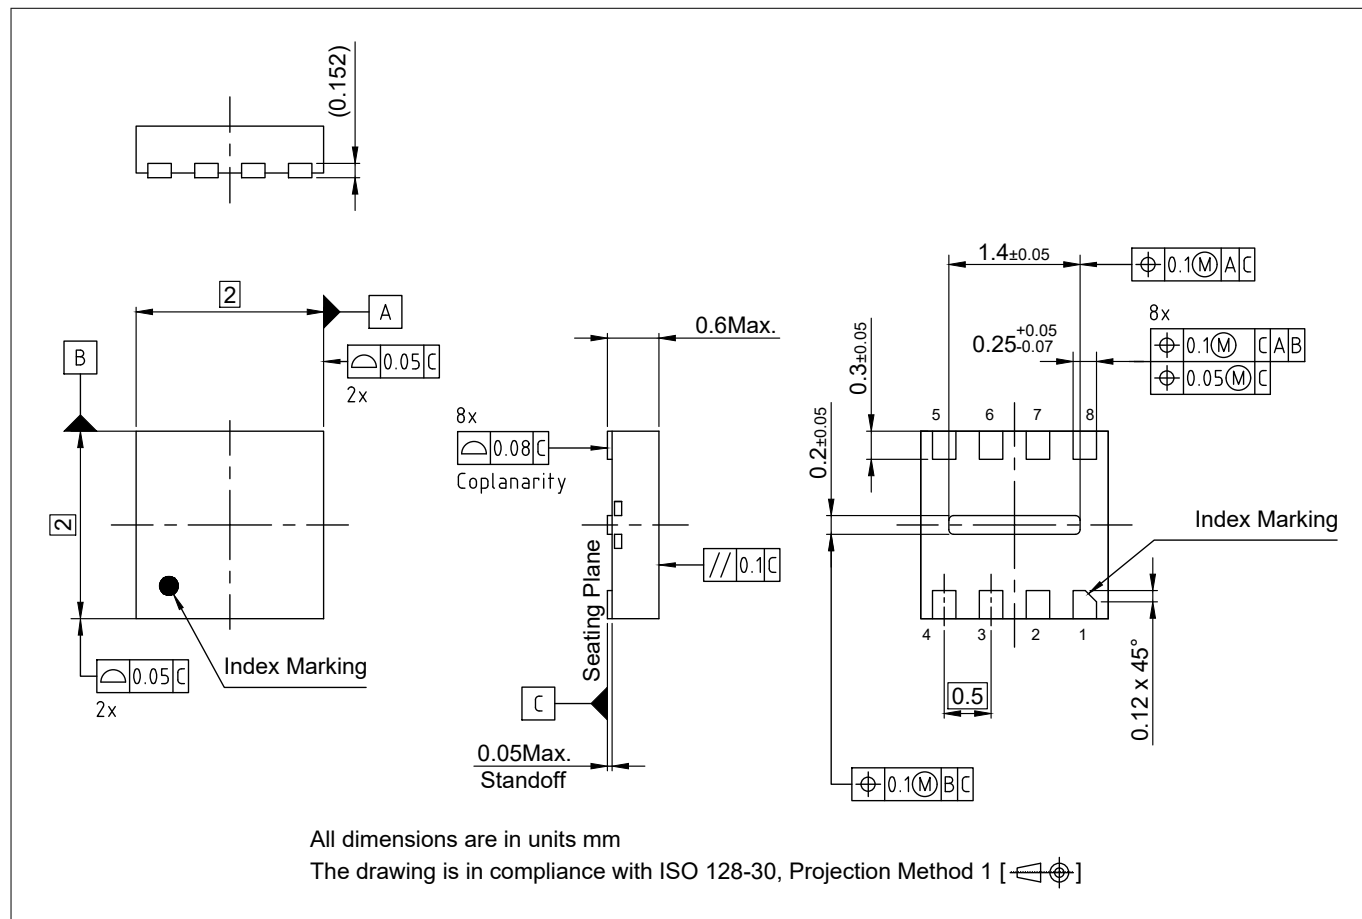 (0.152)
2
A
B
⌓ 0.05 C
2x
2
Index Marking
⌓ 0.05 C
2x
0.6Max.
8x
⌓ 0.08 C
Coplanarity
// 0.1 C
Seating Plane
C
0.05Max.
Standoff
1.4±0.05
⌖ 0.1 Ⓜ A C
8x
0.25 +0.05 -0.07
⌖ 0.1 Ⓜ C A B
⌖ 0.05 Ⓜ C
0.3±0.05
0.2±0.05
5 6 7 8
Index Marking
4 3 2 1
0.5
0.12 x 45°
⌖ 0.1 Ⓜ B C
All dimensions are in units mm
The drawing is in compliance with ISO 128-30, Projection Method 1 [ ]